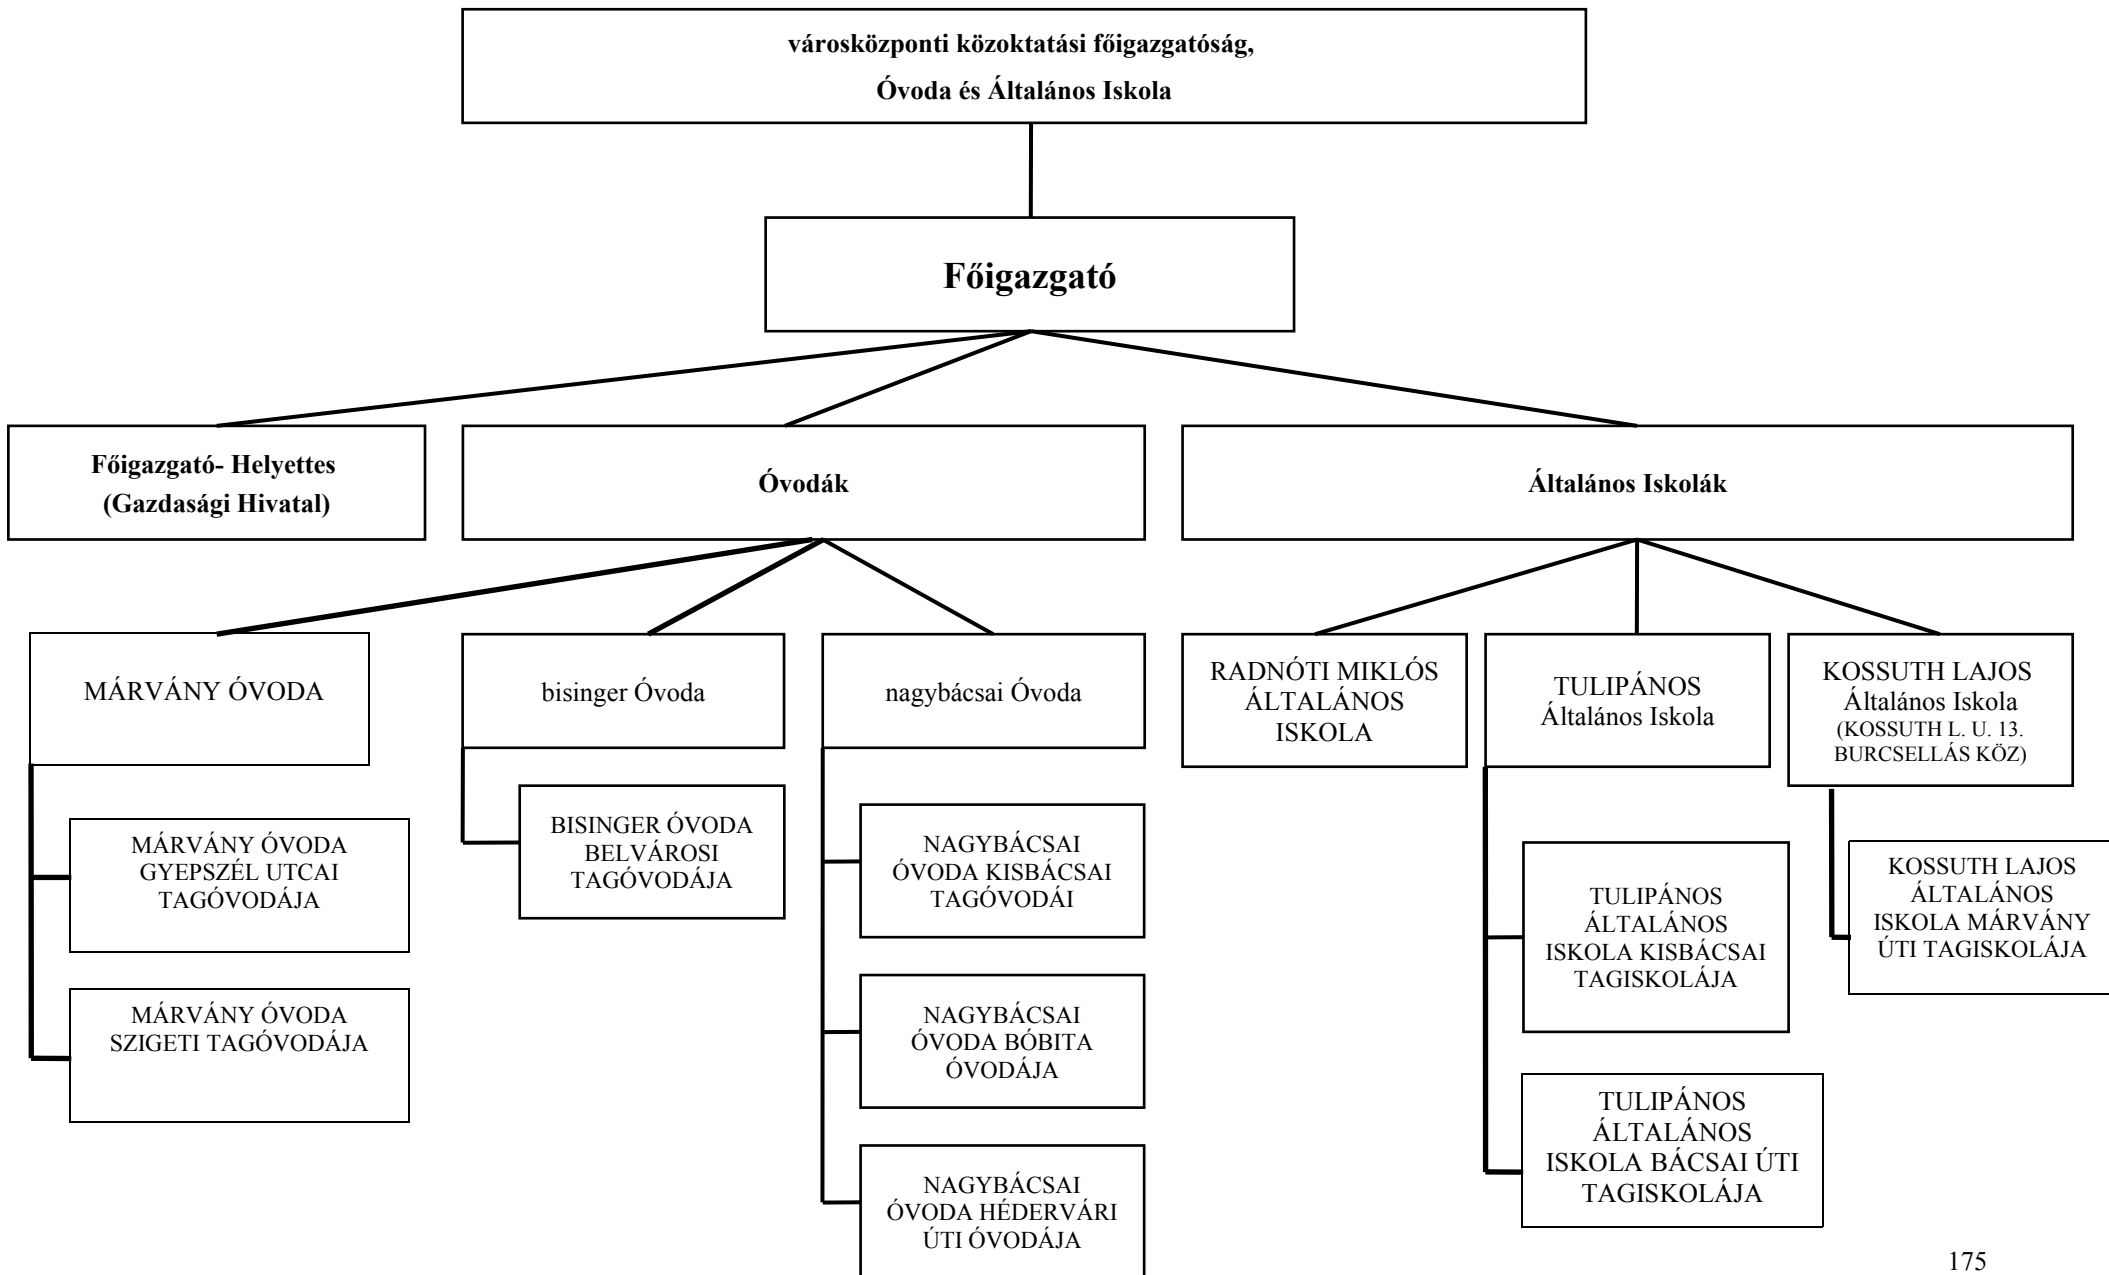 városközponti közoktatási főigazgatóság,
Óvoda és Általános Iskola
Főigazgató
Főigazgató- Helyettes
(Gazdasági Hivatal)
Óvodák
Általános Iskolák
MÁRVÁNY ÓVODA
bisinger Óvoda
nagybácsai Óvoda
RADNÓTI MIKLÓS
ÁLTALÁNOS
ISKOLA
TULIPÁNOS
Általános Iskola
KOSSUTH LAJOS
Általános Iskola
(KOSSUTH L. U. 13.
BURCSELLÁS KÖZ)
MÁRVÁNY ÓVODA
GYEPSZÉL UTCAI
TAGÓVODÁJA
MÁRVÁNY ÓVODA
SZIGETI TAGÓVODÁJA
BISINGER ÓVODA
BELVÁROSI
TAGÓVODÁJA
NAGYBÁCSAI
ÓVODA KISBÁCSAI
TAGÓVODÁI
NAGYBÁCSAI
ÓVODA BÓBITA
ÓVODÁJA
NAGYBÁCSAI
ÓVODA HÉDERVÁRI
ÚTI ÓVODÁJA
TULIPÁNOS
ÁLTALÁNOS
ISKOLA KISBÁCSAI
TAGISKOLÁJA
TULIPÁNOS
ÁLTALÁNOS
ISKOLA BÁCSAI ÚTI
TAGISKOLÁJA
KOSSUTH LAJOS
ÁLTALÁNOS
ISKOLA MÁRVÁNY
ÚTI TAGISKOLÁJA
175